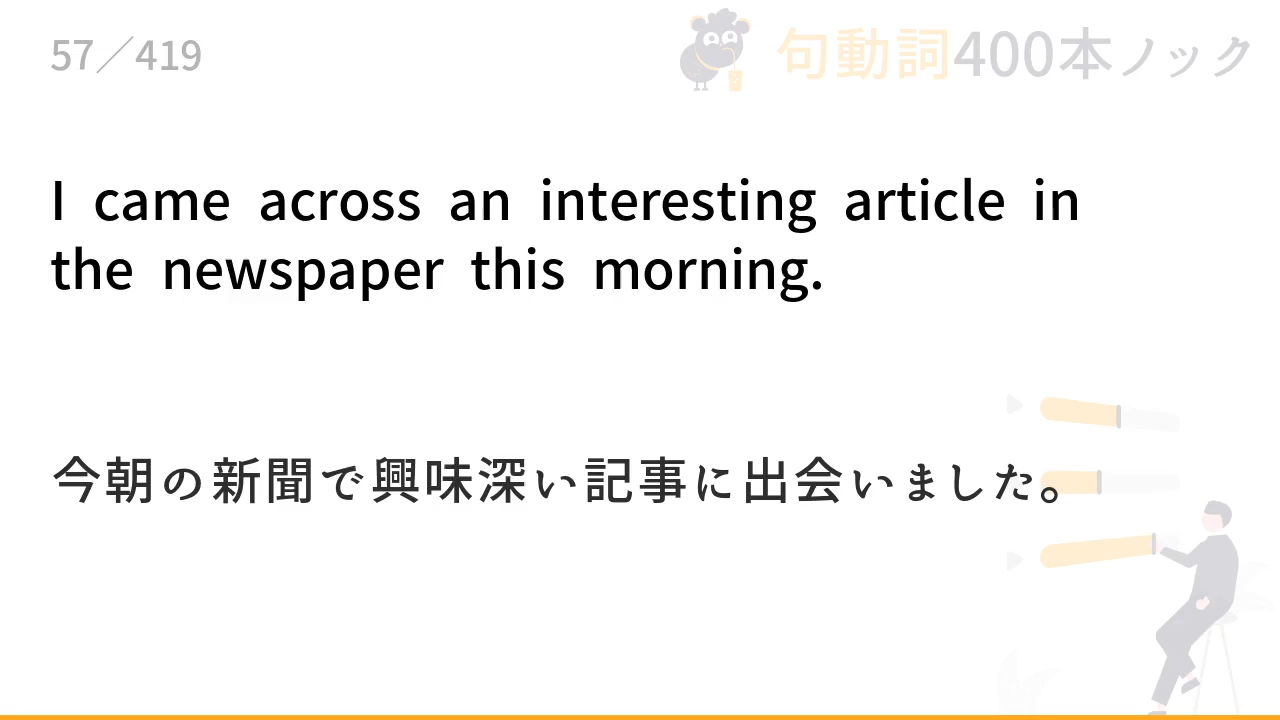 57／419
句動詞400本ノック
I came across an interesting article in
the newspaper this morning.
今朝の新聞で興味深い記事に出会いました。